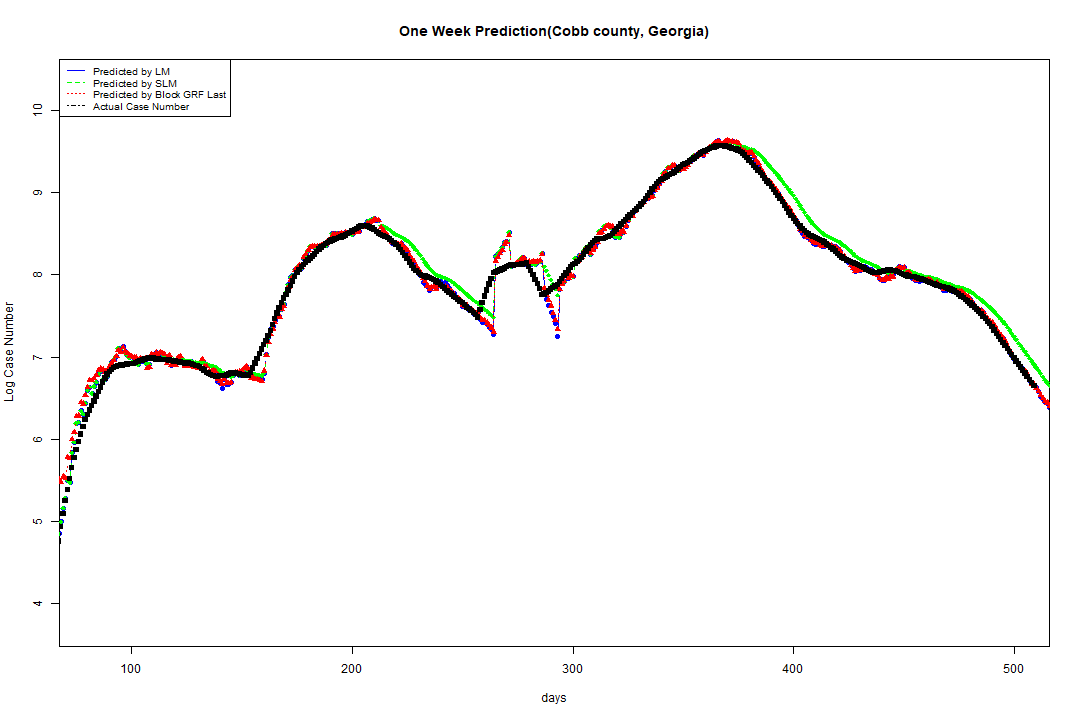 One Week Prediction(Cobb county, Georgia)
Predicted by LM
Predicted by SLM
Predicted by Block GRF Last
Actual Case Number
10
9
8
7
6
5
4
Log Case Number
100 200 300 400 500
days